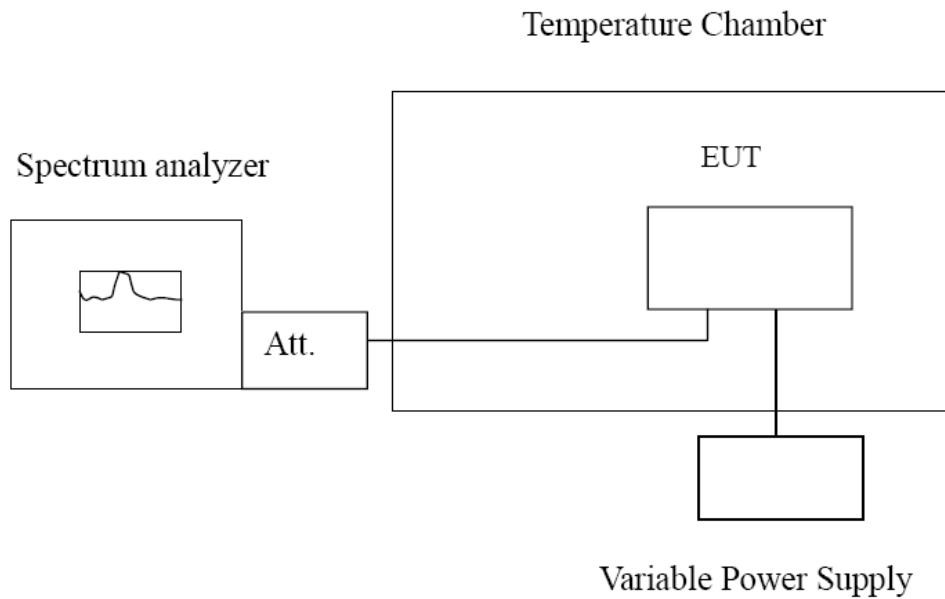 Temperature Chamber
Spectrum analyzer
EUT
Att.
Variable Power Supply